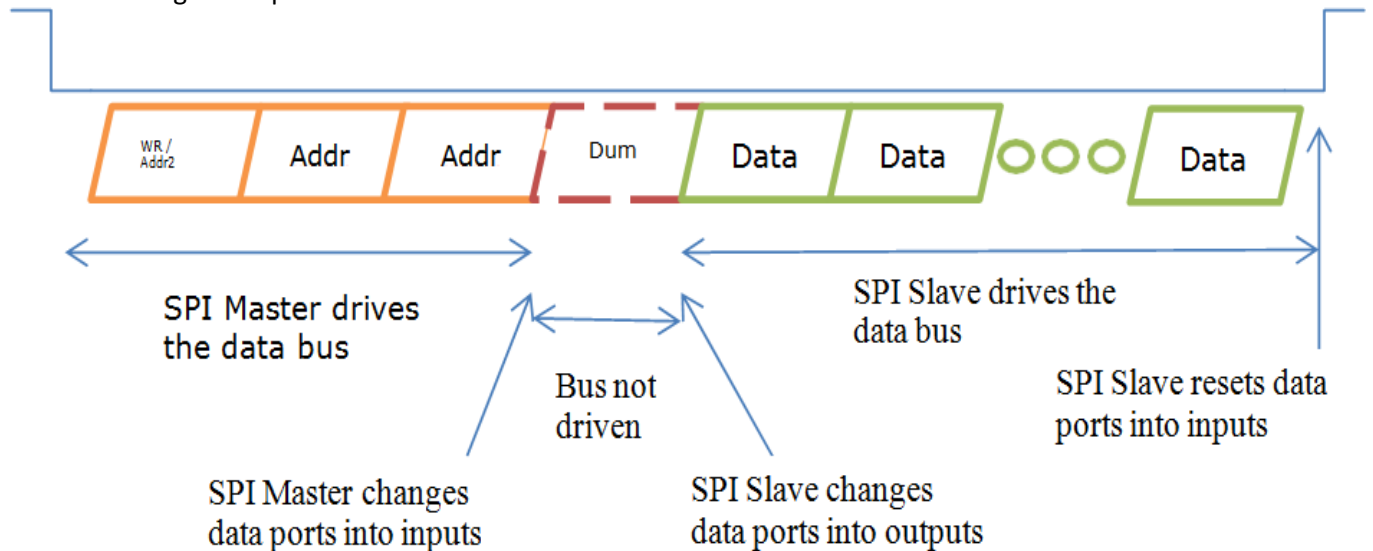 WR /
Addr2
Addr
Addr
Dum
Data
Data
Data
SPI Master drives
the data bus
SPI Slave drives the
data bus
Bus not
driven
SPI Slave resets data
ports into inputs
SPI Master changes
data ports into inputs
SPI Slave changes
data ports into outputs